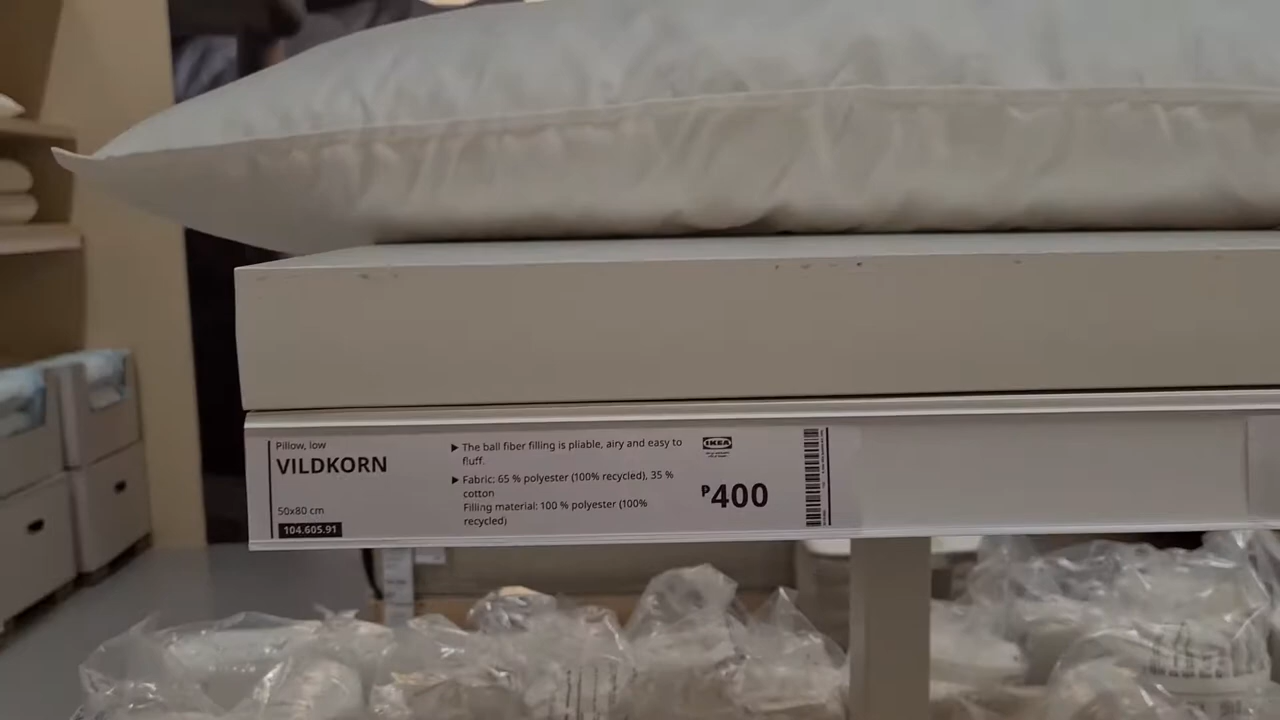 Pillow, low
VILDKORN
50x80 cm
104.605.91
▶ The ball fiber filling is pliable, airy and easy to
fluff.
▶ Fabric: 65 % polyester (100% recycled), 35 %
cotton
Filling material: 100 % polyester (100%
recycled)
IKEA
₱400